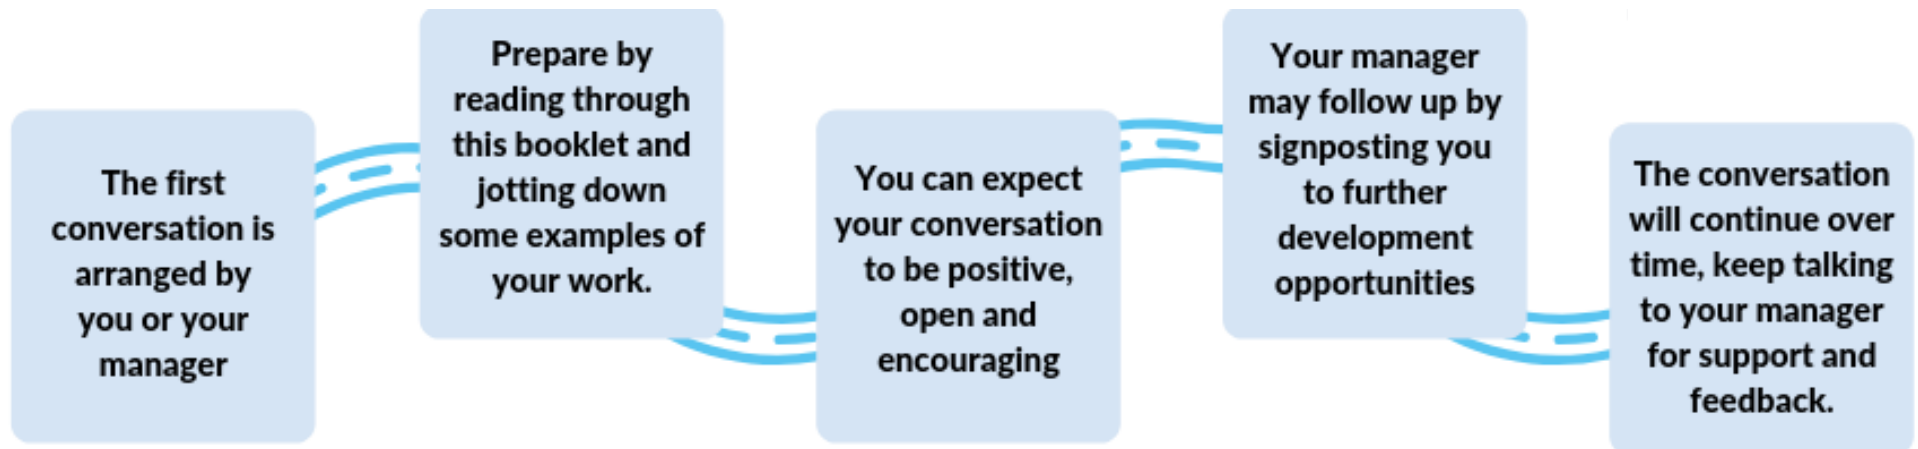 The first
conversation is
arranged by
you or your
manager
Prepare by
reading through
this booklet and
jotting down
some examples of
your work.
You can expect
your conversation
to be positive,
open and
encouraging
Your manager
may follow up by
signposting you
to further
development
opportunities
The conversation
will continue over
time, keep talking
to your manager
for support and
feedback.